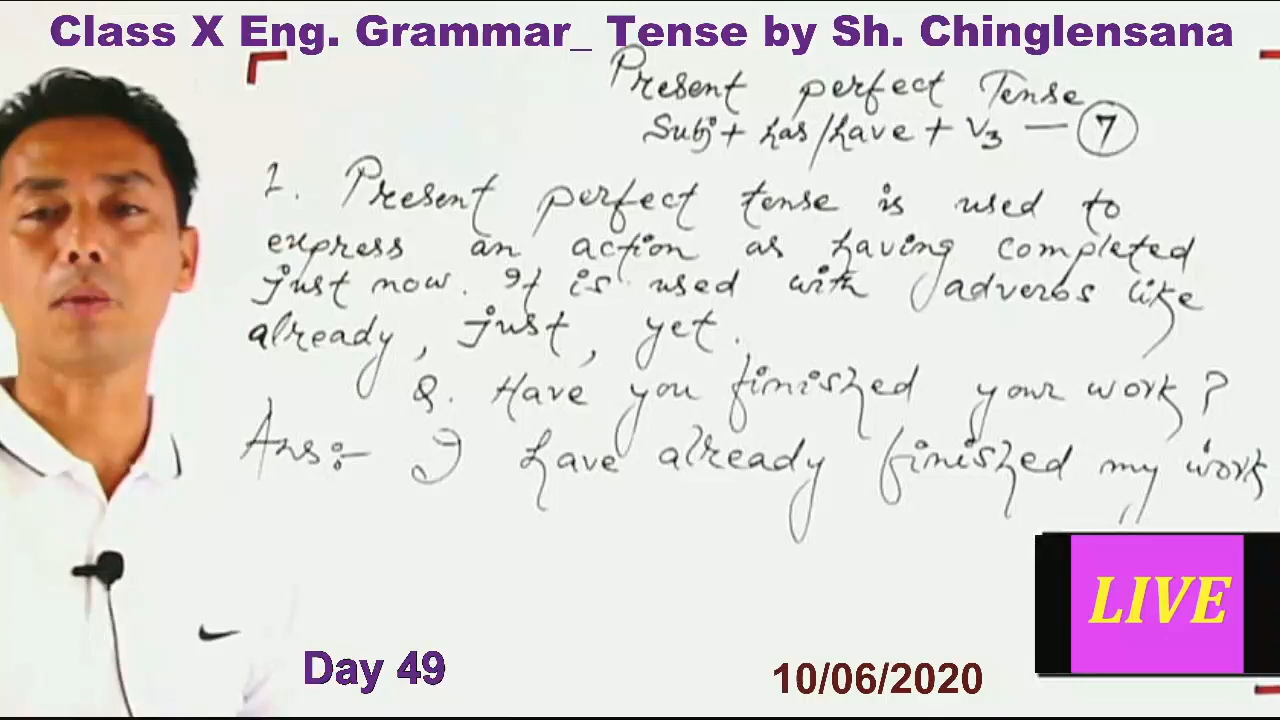 Class X Eng. Grammar_ Tense by Sh. Chinglensana
Present perfect Tense
Subj + has/have + V3 — 7
1. Present perfect tense is used to
express an action as having completed
just now. It is used with adverbs like
already, just, yet.
Q. Have you finished your work?
Ans:- I have already finished my work
LIVE
Day 49
10/06/2020